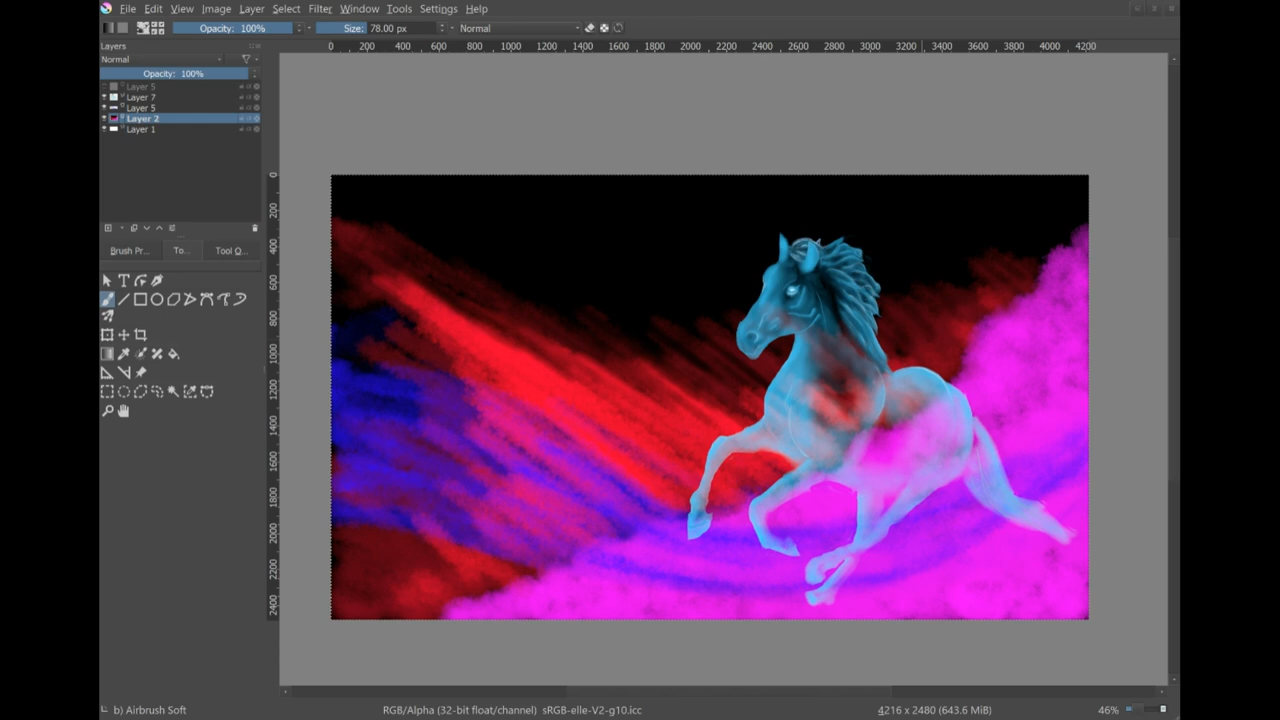 File Edit View Image Layer Select Filter Window Tools Settings Help
Opacity: 100% Size: 78.00 px Normal
Layers
Normal
Opacity: 100%
Layer 5
Layer 7
Layer 5
Layer 2
Layer 1
Brush Pr... To... Tool O...
0 200 400 600 800 1000 1200 1400 1600 1800 2000 2200 2400 2600 2800 3000 3200 3400 3600 3800 4000 4200
0
200
400
600
800
1000
1200
1400
1600
1800
2000
2200
2400
b) Airbrush Soft RGB/Alpha (32-bit float/channel) sRGB-elle-V2-g10.icc 4216 x 2480 (643.6 MiB) 46%